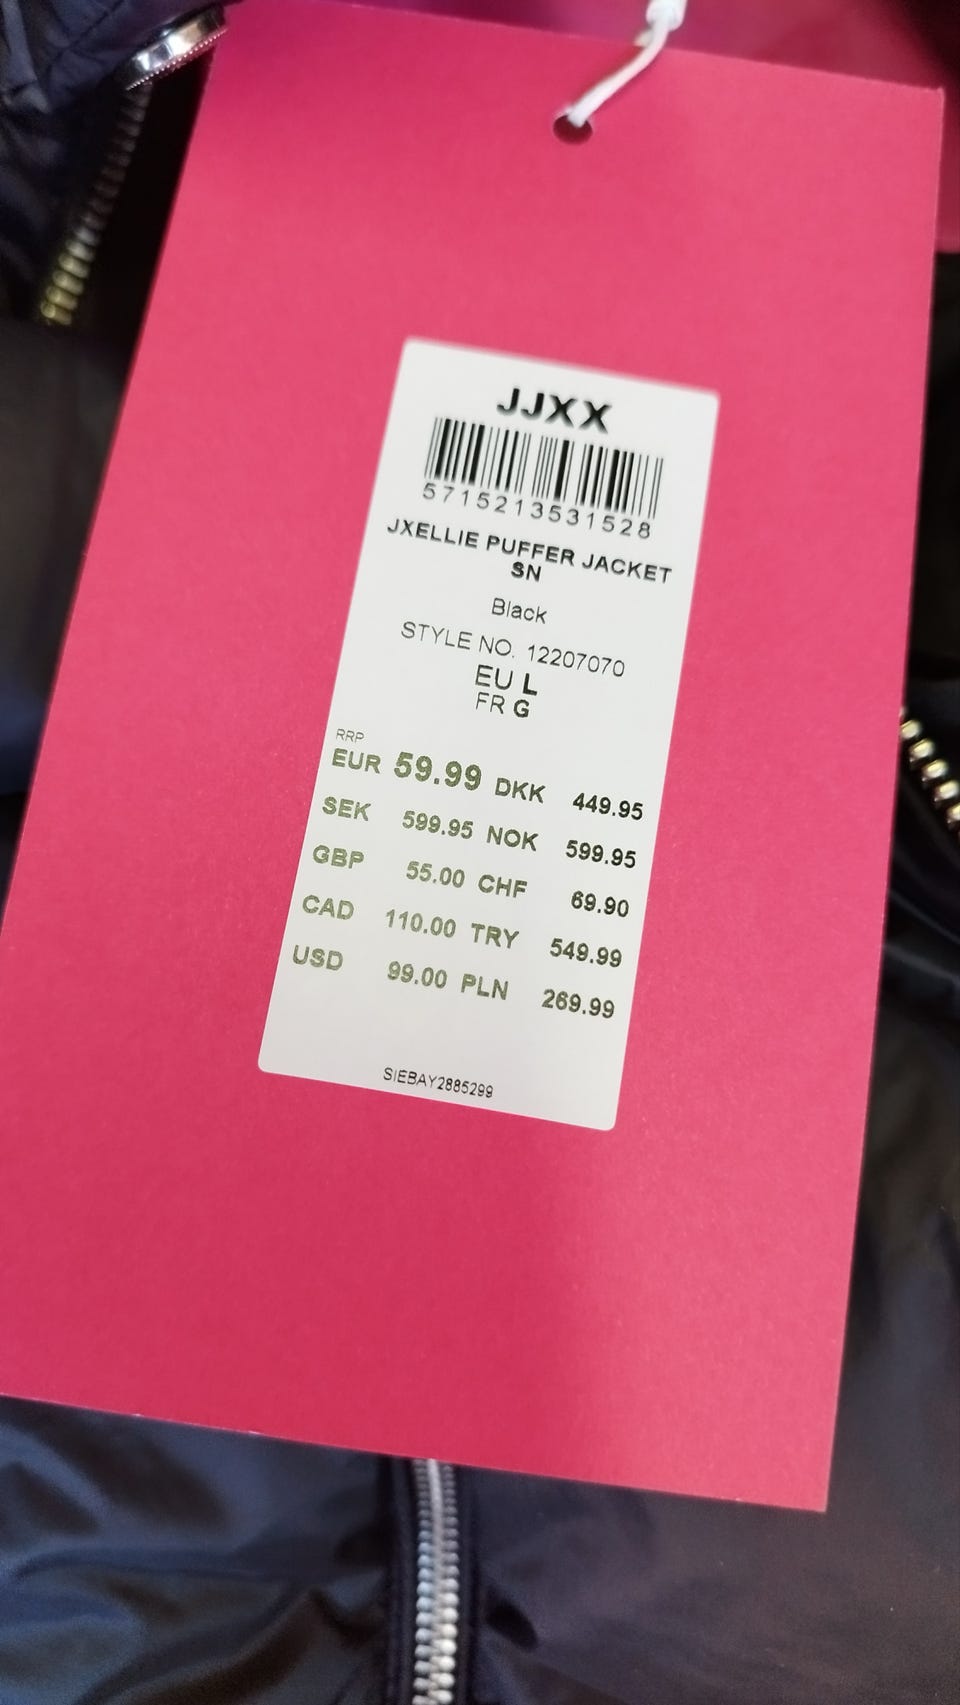 JJXX
5715213531528
JXELLIE PUFFER JACKET
SN
Black
STYLE NO. 12207070
EU L
FR G
RRP
EUR 59.99 DKK 449.95
SEK 599.95 NOK 599.95
GBP 55.00 CHF 69.90
CAD 110.00 TRY 549.99
USD 99.00 PLN 269.99
SIEBAY2885299